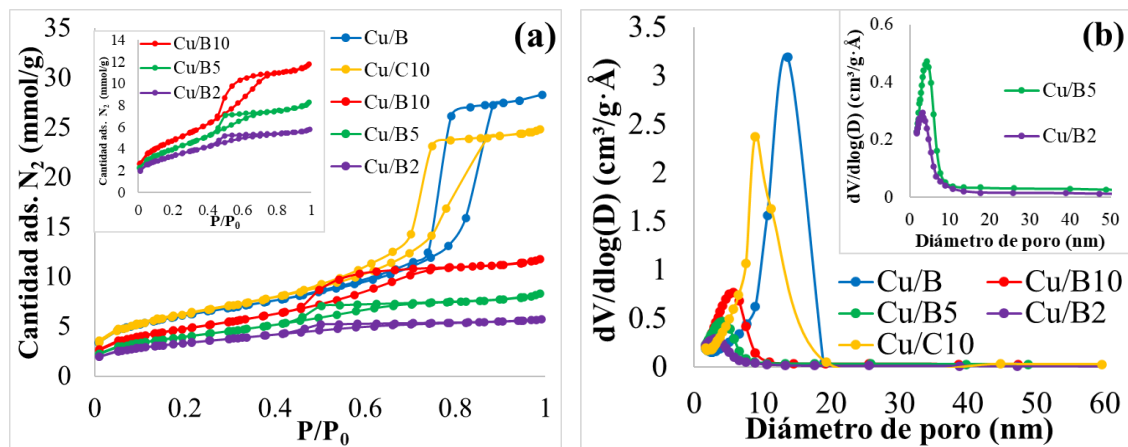 (a)
35
30
25
20
15
10
5
0
Cantidad ads. N₂ (mmol/g)
0 0.2 0.4 0.6 0.8 1
P/P₀
Cu/B
Cu/C10
Cu/B10
Cu/B5
Cu/B2
14
12
10
8
6
4
2
0
Cantidad ads. N₂ (mmol/g)
0 0.2 0.4 0.6 0.8 1
P/P₀
Cu/B10
Cu/B5
Cu/B2
(b)
3.5
3
2.5
2
1.5
1
0.5
0
dV/dlog(D) (cm³/g·Å)
0 10 20 30 40 50 60
Diámetro de poro (nm)
Cu/B Cu/B10
Cu/B5 Cu/B2
Cu/C10
0.6
0.4
0.2
0
dV/dlog(D) (cm³/g·Å)
0 10 20 30 40 50
Diámetro de poro (nm)
Cu/B5
Cu/B2